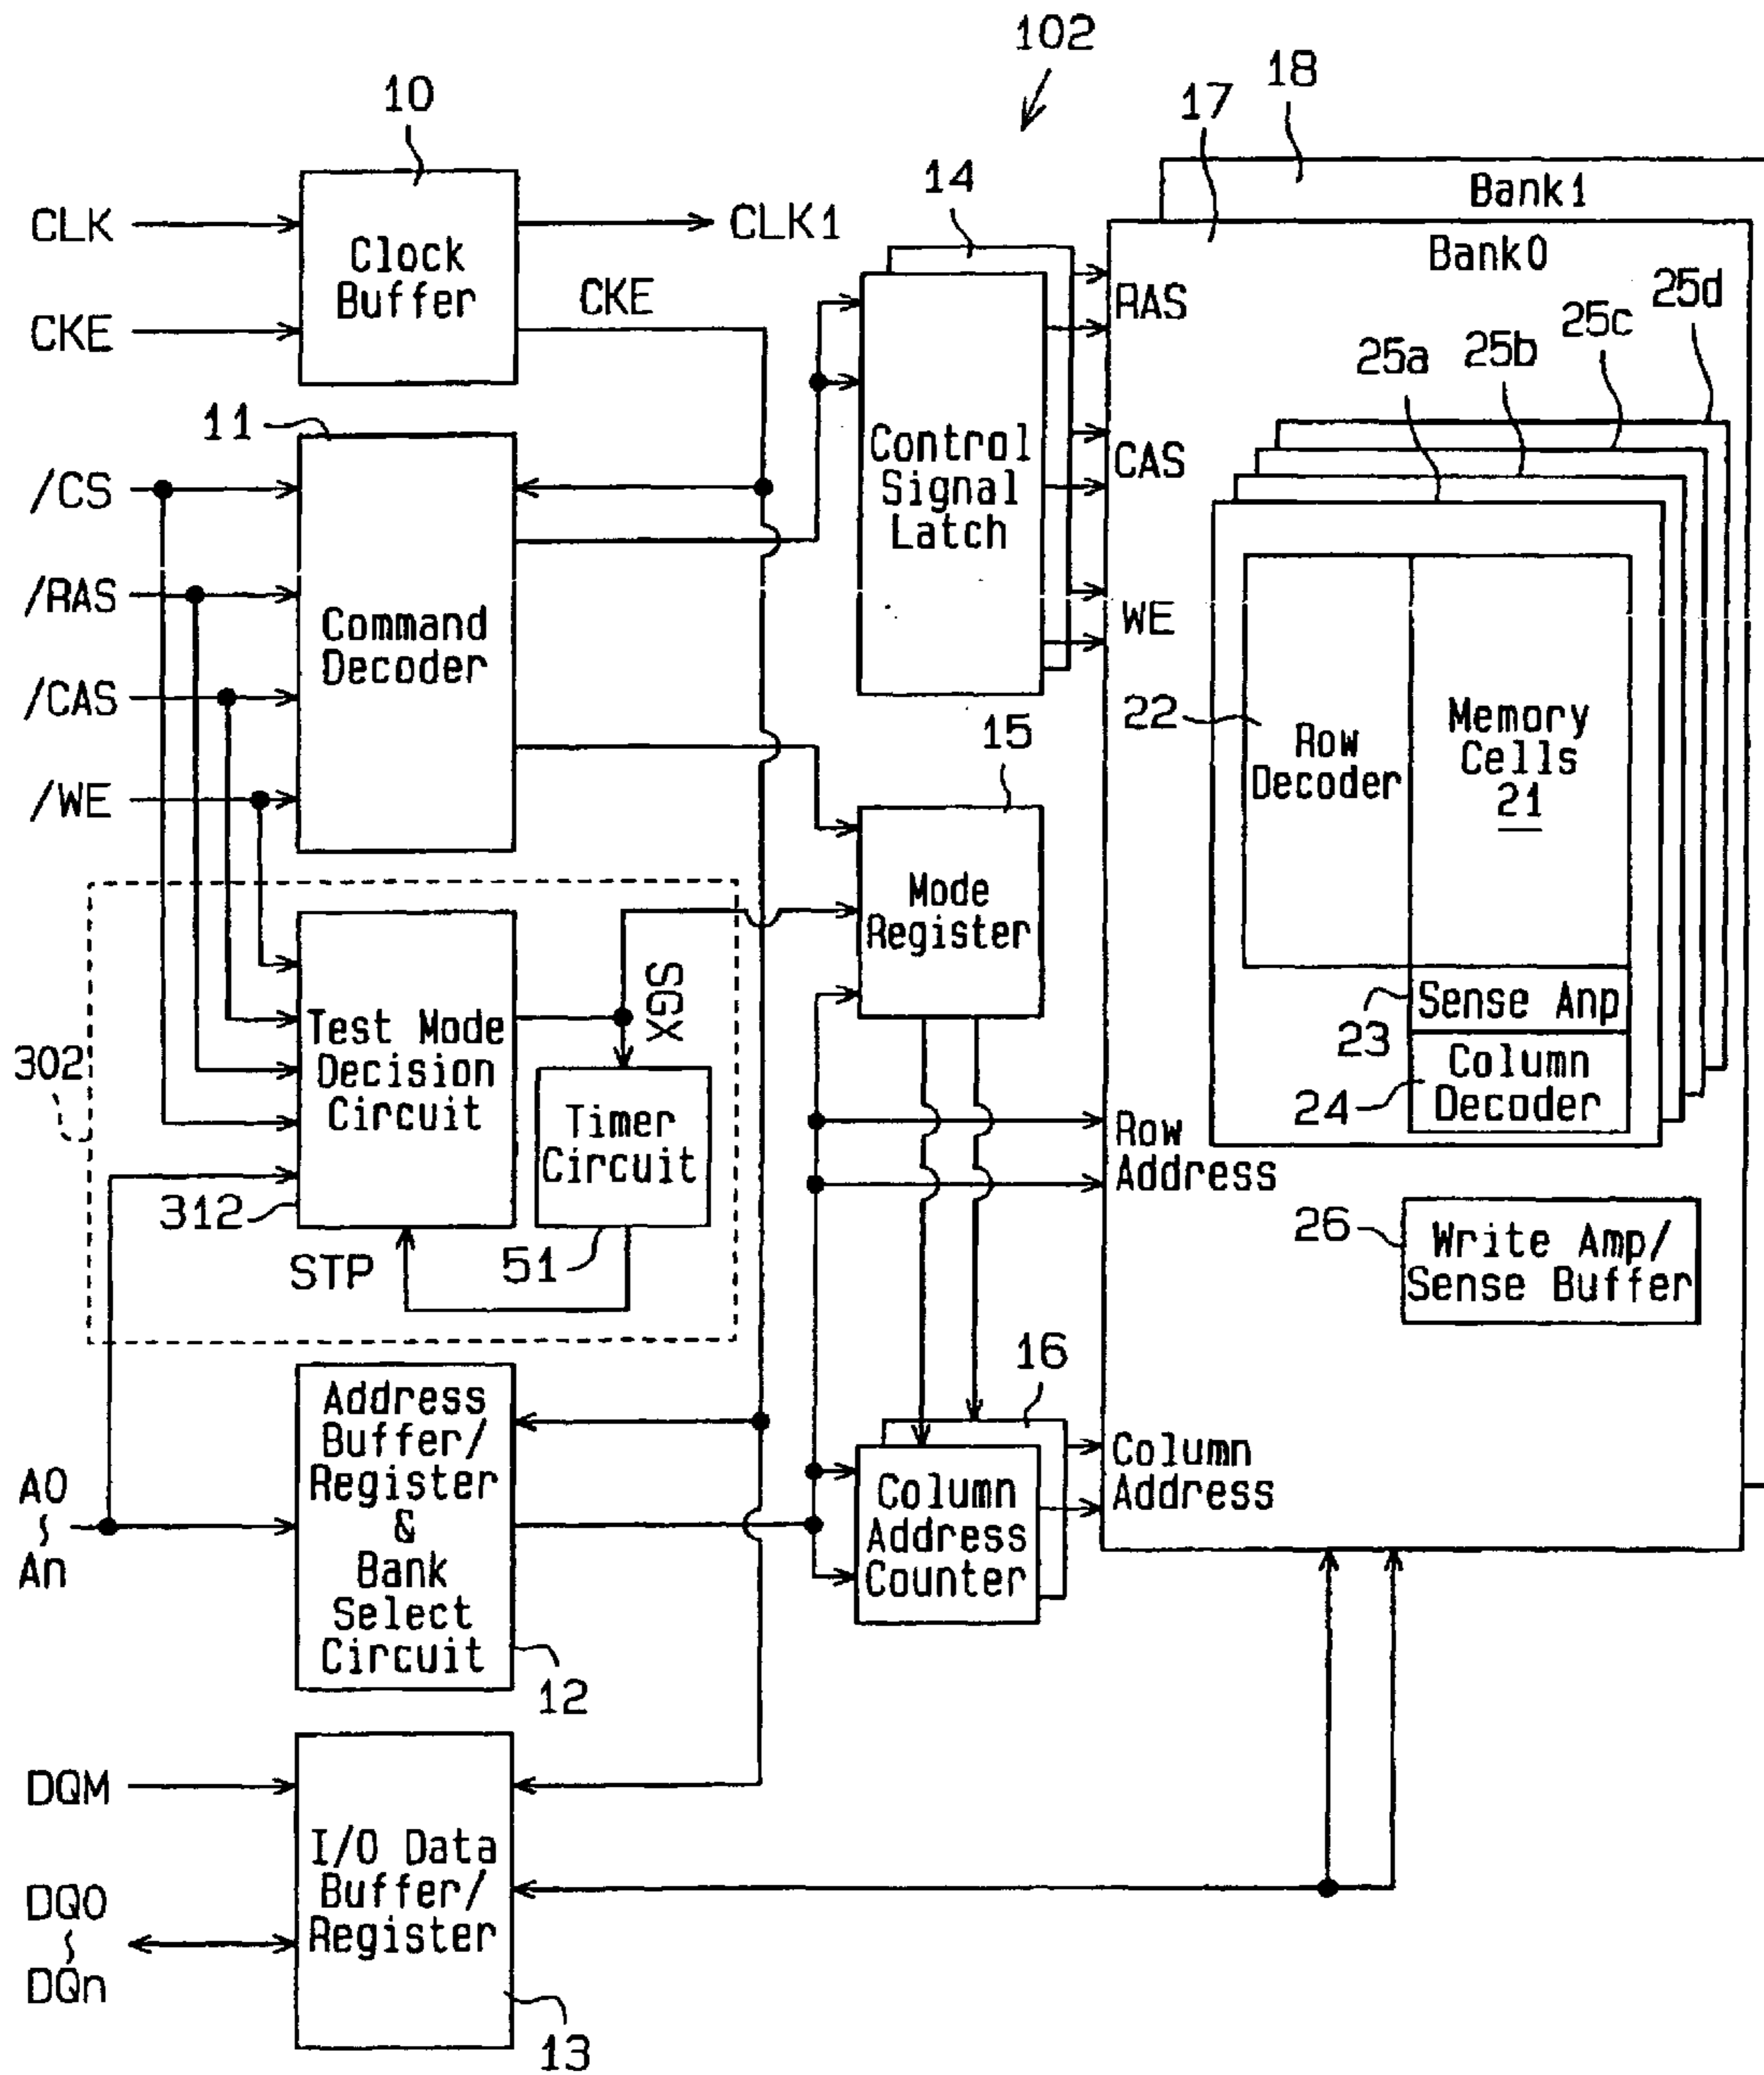 102
10
18
17
14
Bank1
CLK
CLK1
Clock
Buffer
Bank0
CKE
CKE
RAS
25d
25c
25b
25a
11
/CS
Control
Signal
Latch
CAS
/RAS
Command
Decoder
WE
/CAS
22
15
Row
Decoder
Memory
Cells
21
/WE
Mode
Register
SGX
Test Mode
Decision
Circuit
302
Sense Anp
23
Column
Decoder
24
Timer
Circuit
Row
Address
312
STP
51
26
Write Amp/
Sense Buffer
16
Address
Buffer/
Register
&
Bank
Select
Circuit
A0
An
Column
Address
Counter
Column
Address
12
DQM
I/O Data
Buffer/
Register
DQ0
DQn
13